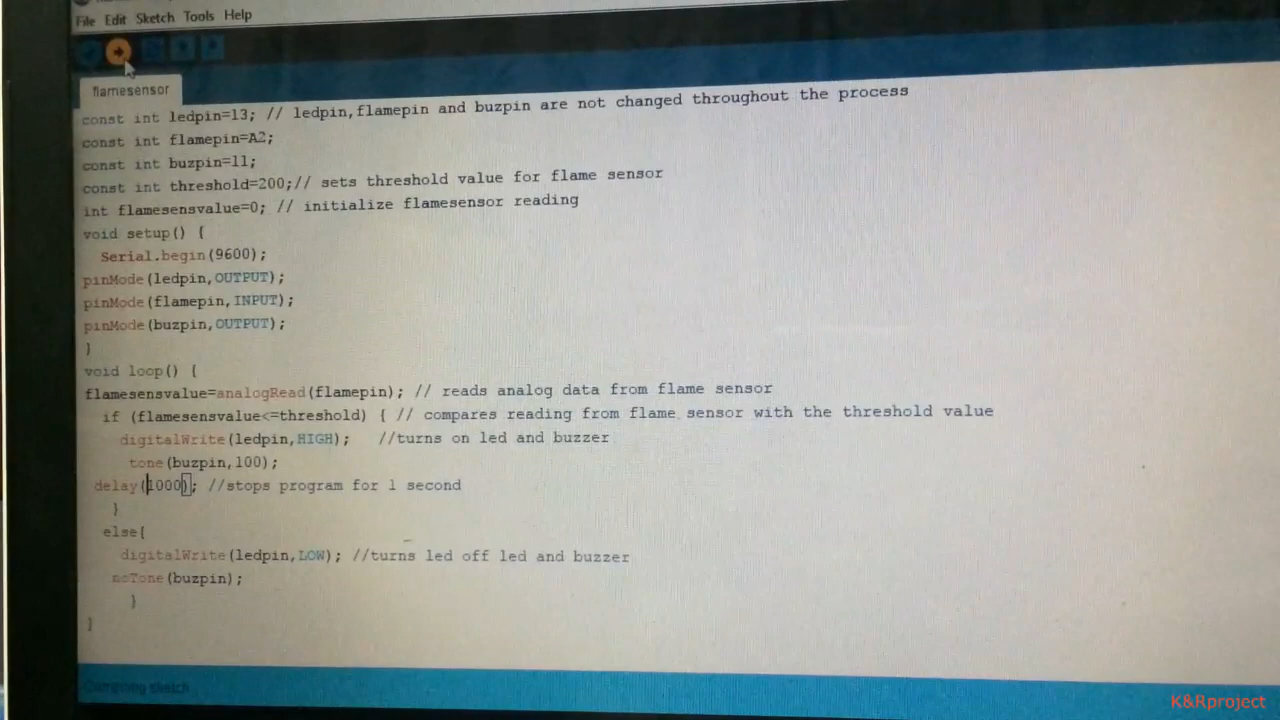 File Edit Sketch Tools Help
flamesensor
const int ledpin=13; // ledpin,flamepin and buzpin are not changed throughout the process
const int flamepin=A2;
const int buzpin=11;
const int threshold=200;// sets threshold value for flame sensor
int flamesensvalue=0; // initialize flamesensor reading
void setup() {
Serial.begin(9600);
pinMode(ledpin,OUTPUT);
pinMode(flamepin,INPUT);
pinMode(buzpin,OUTPUT);
}
void loop() {
flamesensvalue=analogRead(flamepin); // reads analog data from flame sensor
if (flamesensvalue<=threshold) { // compares reading from flame sensor with the threshold value
digitalWrite(ledpin,HIGH); //turns on led and buzzer
tone(buzpin,100);
delay(1000); //stops program for 1 second
}
else{
digitalWrite(ledpin,LOW); //turns led off led and buzzer
noTone(buzpin);
}
}
Compiling sketch
K&Rproject